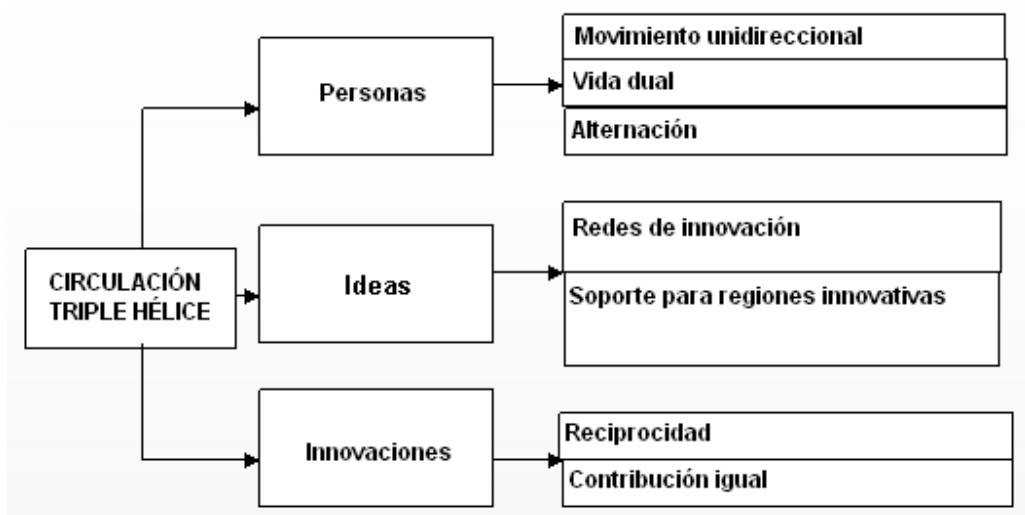 CIRCULACIÓN
TRIPLE HÉLICE
Personas
Movimiento unidireccional
Vida dual
Alternación
Ideas
Redes de innovación
Soporte para regiones innovativas
Innovaciones
Reciprocidad
Contribución igual